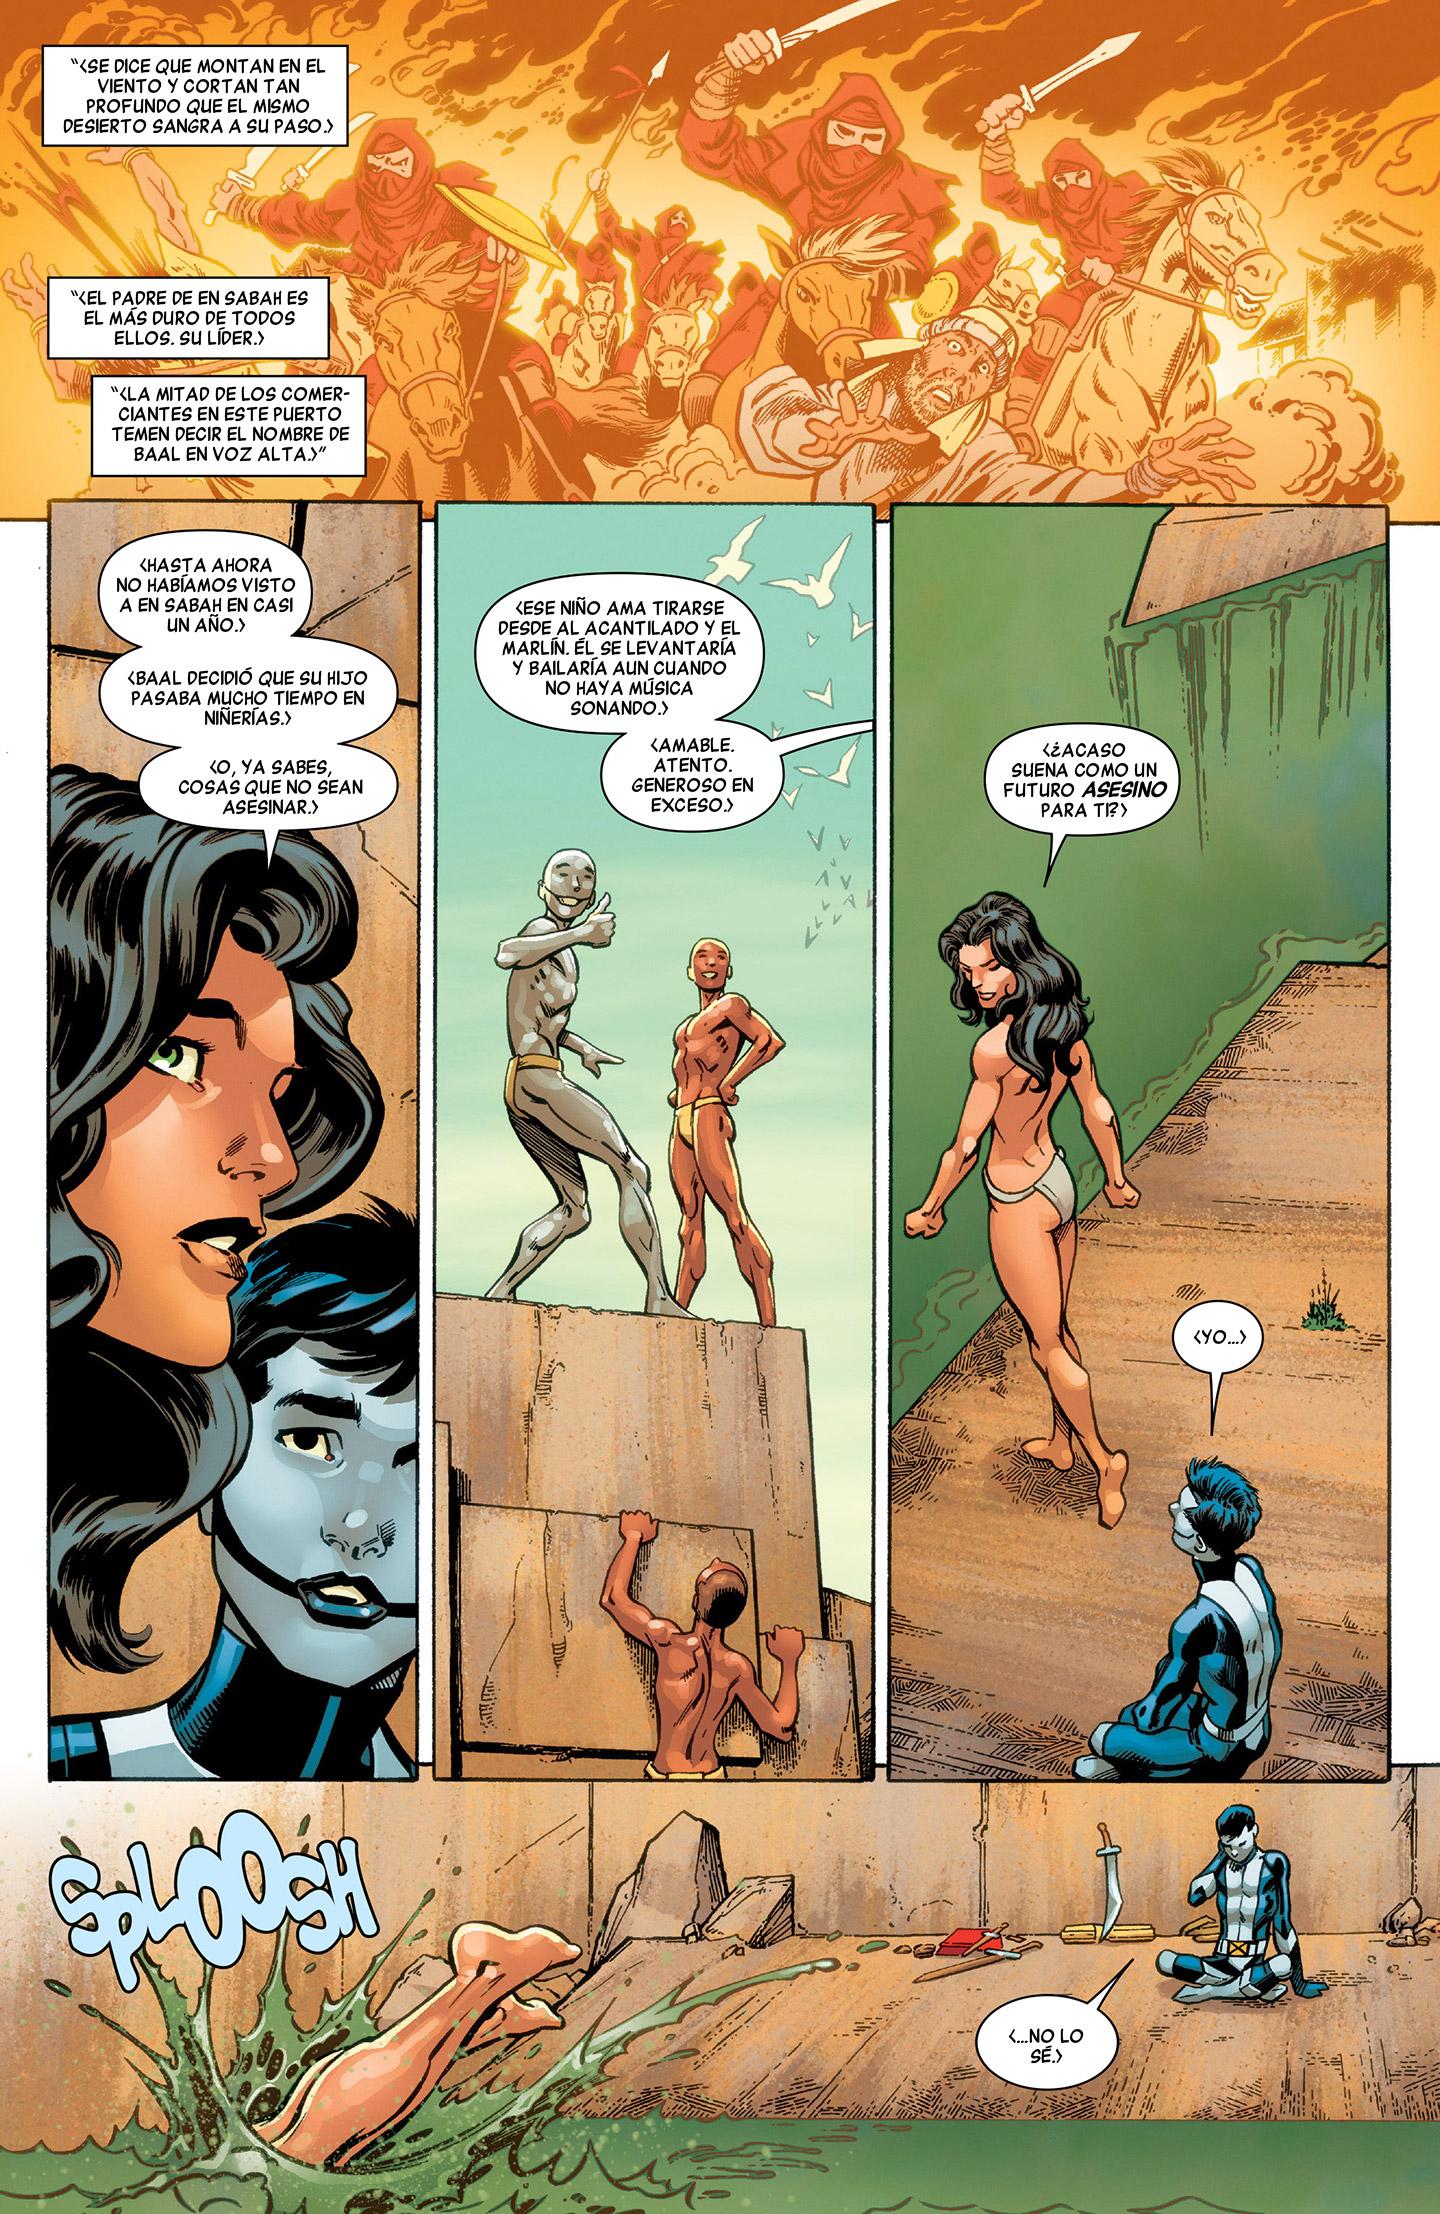 "<SE DICE QUE MONTAN EN EL
VIENTO Y CORTAN TAN
PROFUNDO QUE EL MISMO
DESIERTO SANGRA A SU PASO.>
"<EL PADRE DE EN SABAH ES
EL MÁS DURO DE TODOS
ELLOS. SU LÍDER.>
"<LA MITAD DE LOS COMER-
CIANTES EN ESTE PUERTO
TEMEN DECIR EL NOMBRE DE
BAAL EN VOZ ALTA.>"
<HASTA AHORA
NO HABÍAMOS VISTO
A EN SABAH EN CASI
UN AÑO.>
<BAAL DECIDIÓ QUE SU HIJO
PASABA MUCHO TIEMPO EN
NIÑERÍAS.>
<O, YA SABES,
COSAS QUE NO SEAN
ASESINAR.>
<ESE NIÑO AMA TIRARSE
DESDE AL ACANTILADO Y EL
MARLÍN. ÉL SE LEVANTARÍA
Y BAILARÍA AUN CUANDO
NO HAYA MÚSICA
SONANDO.>
<AMABLE.
ATENTO.
GENEROSO EN
EXCESO.>
<¿ACASO
SUENA COMO UN
FUTURO ASESINO
PARA TI?>
<YO...>
SPLOOSH
<...NO LO
SÉ.>